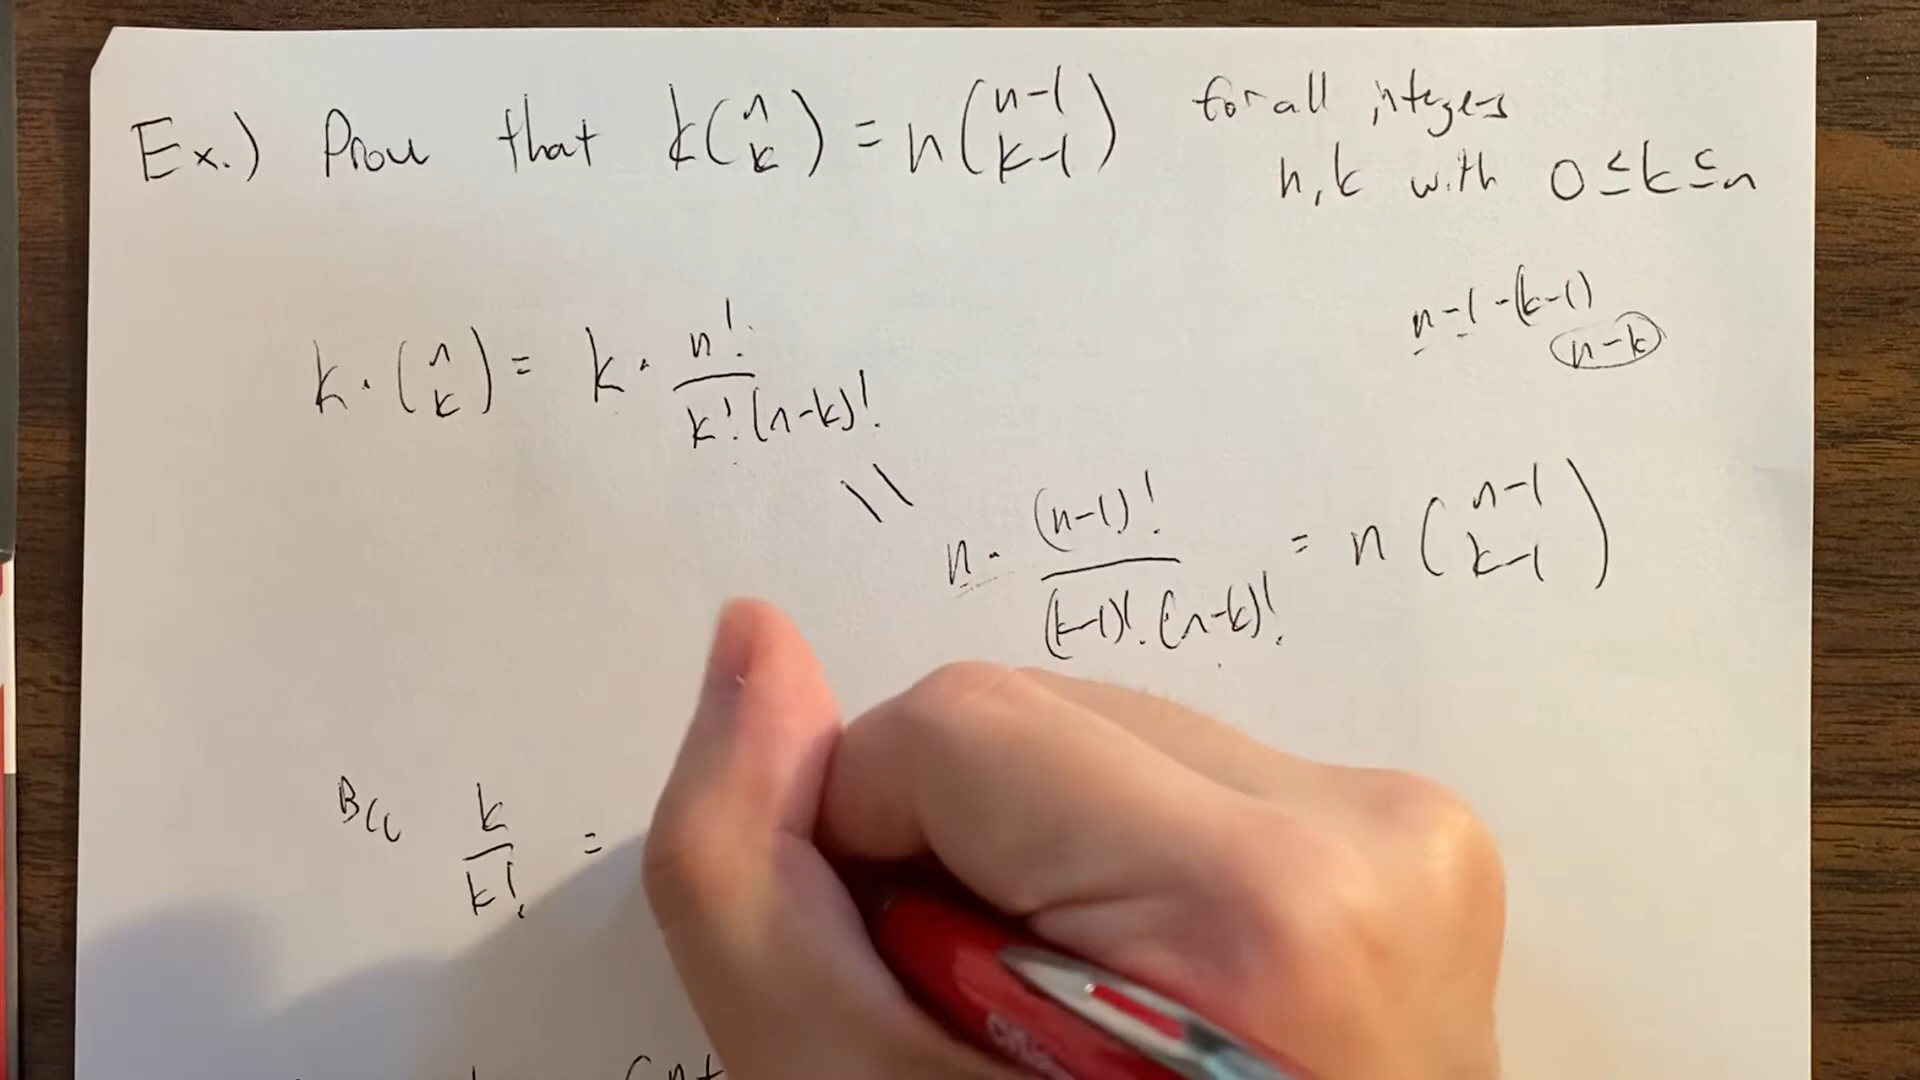 Ex.) Prove that k(n k) = n(n-1 k-1) for all integers
n, k with 0 ≤ k ≤ n
n-1-(k-1)
n-k
k · (n k) = k · n! / k!(n-k)!
\\
n · (n-1)! / (k-1)! · (n-k)! = n (n-1 k-1)
B/c k / k! =